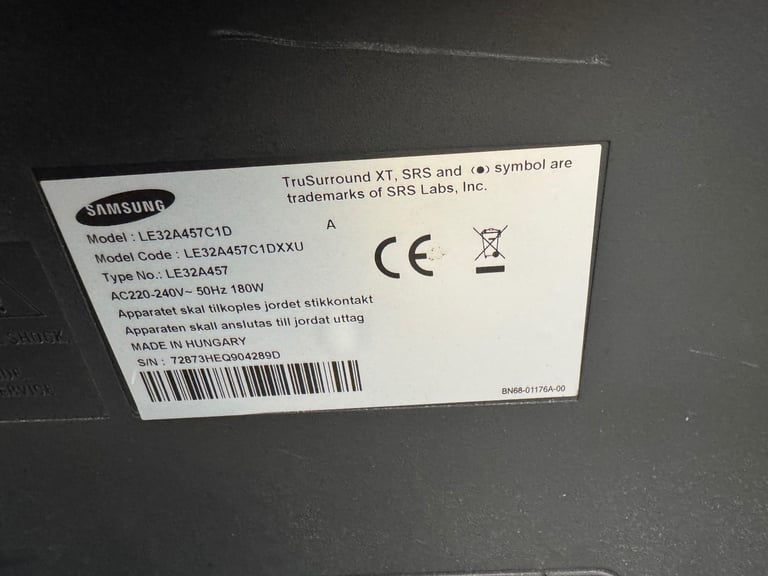 SAMSUNG
TruSurround XT, SRS and (●) symbol are
trademarks of SRS Labs, Inc.
Model : LE32A457C1D
A
Model Code : LE32A457C1DXXU
Type No.: LE32A457
AC220-240V~ 50Hz 180W
Apparatet skal tilkoples jordet stikkontakt
Apparaten skall anslutas till jordat uttag
MADE IN HUNGARY
S/N : 72873HEQ904289D
CE
BN68-01176A-00
SHOCK